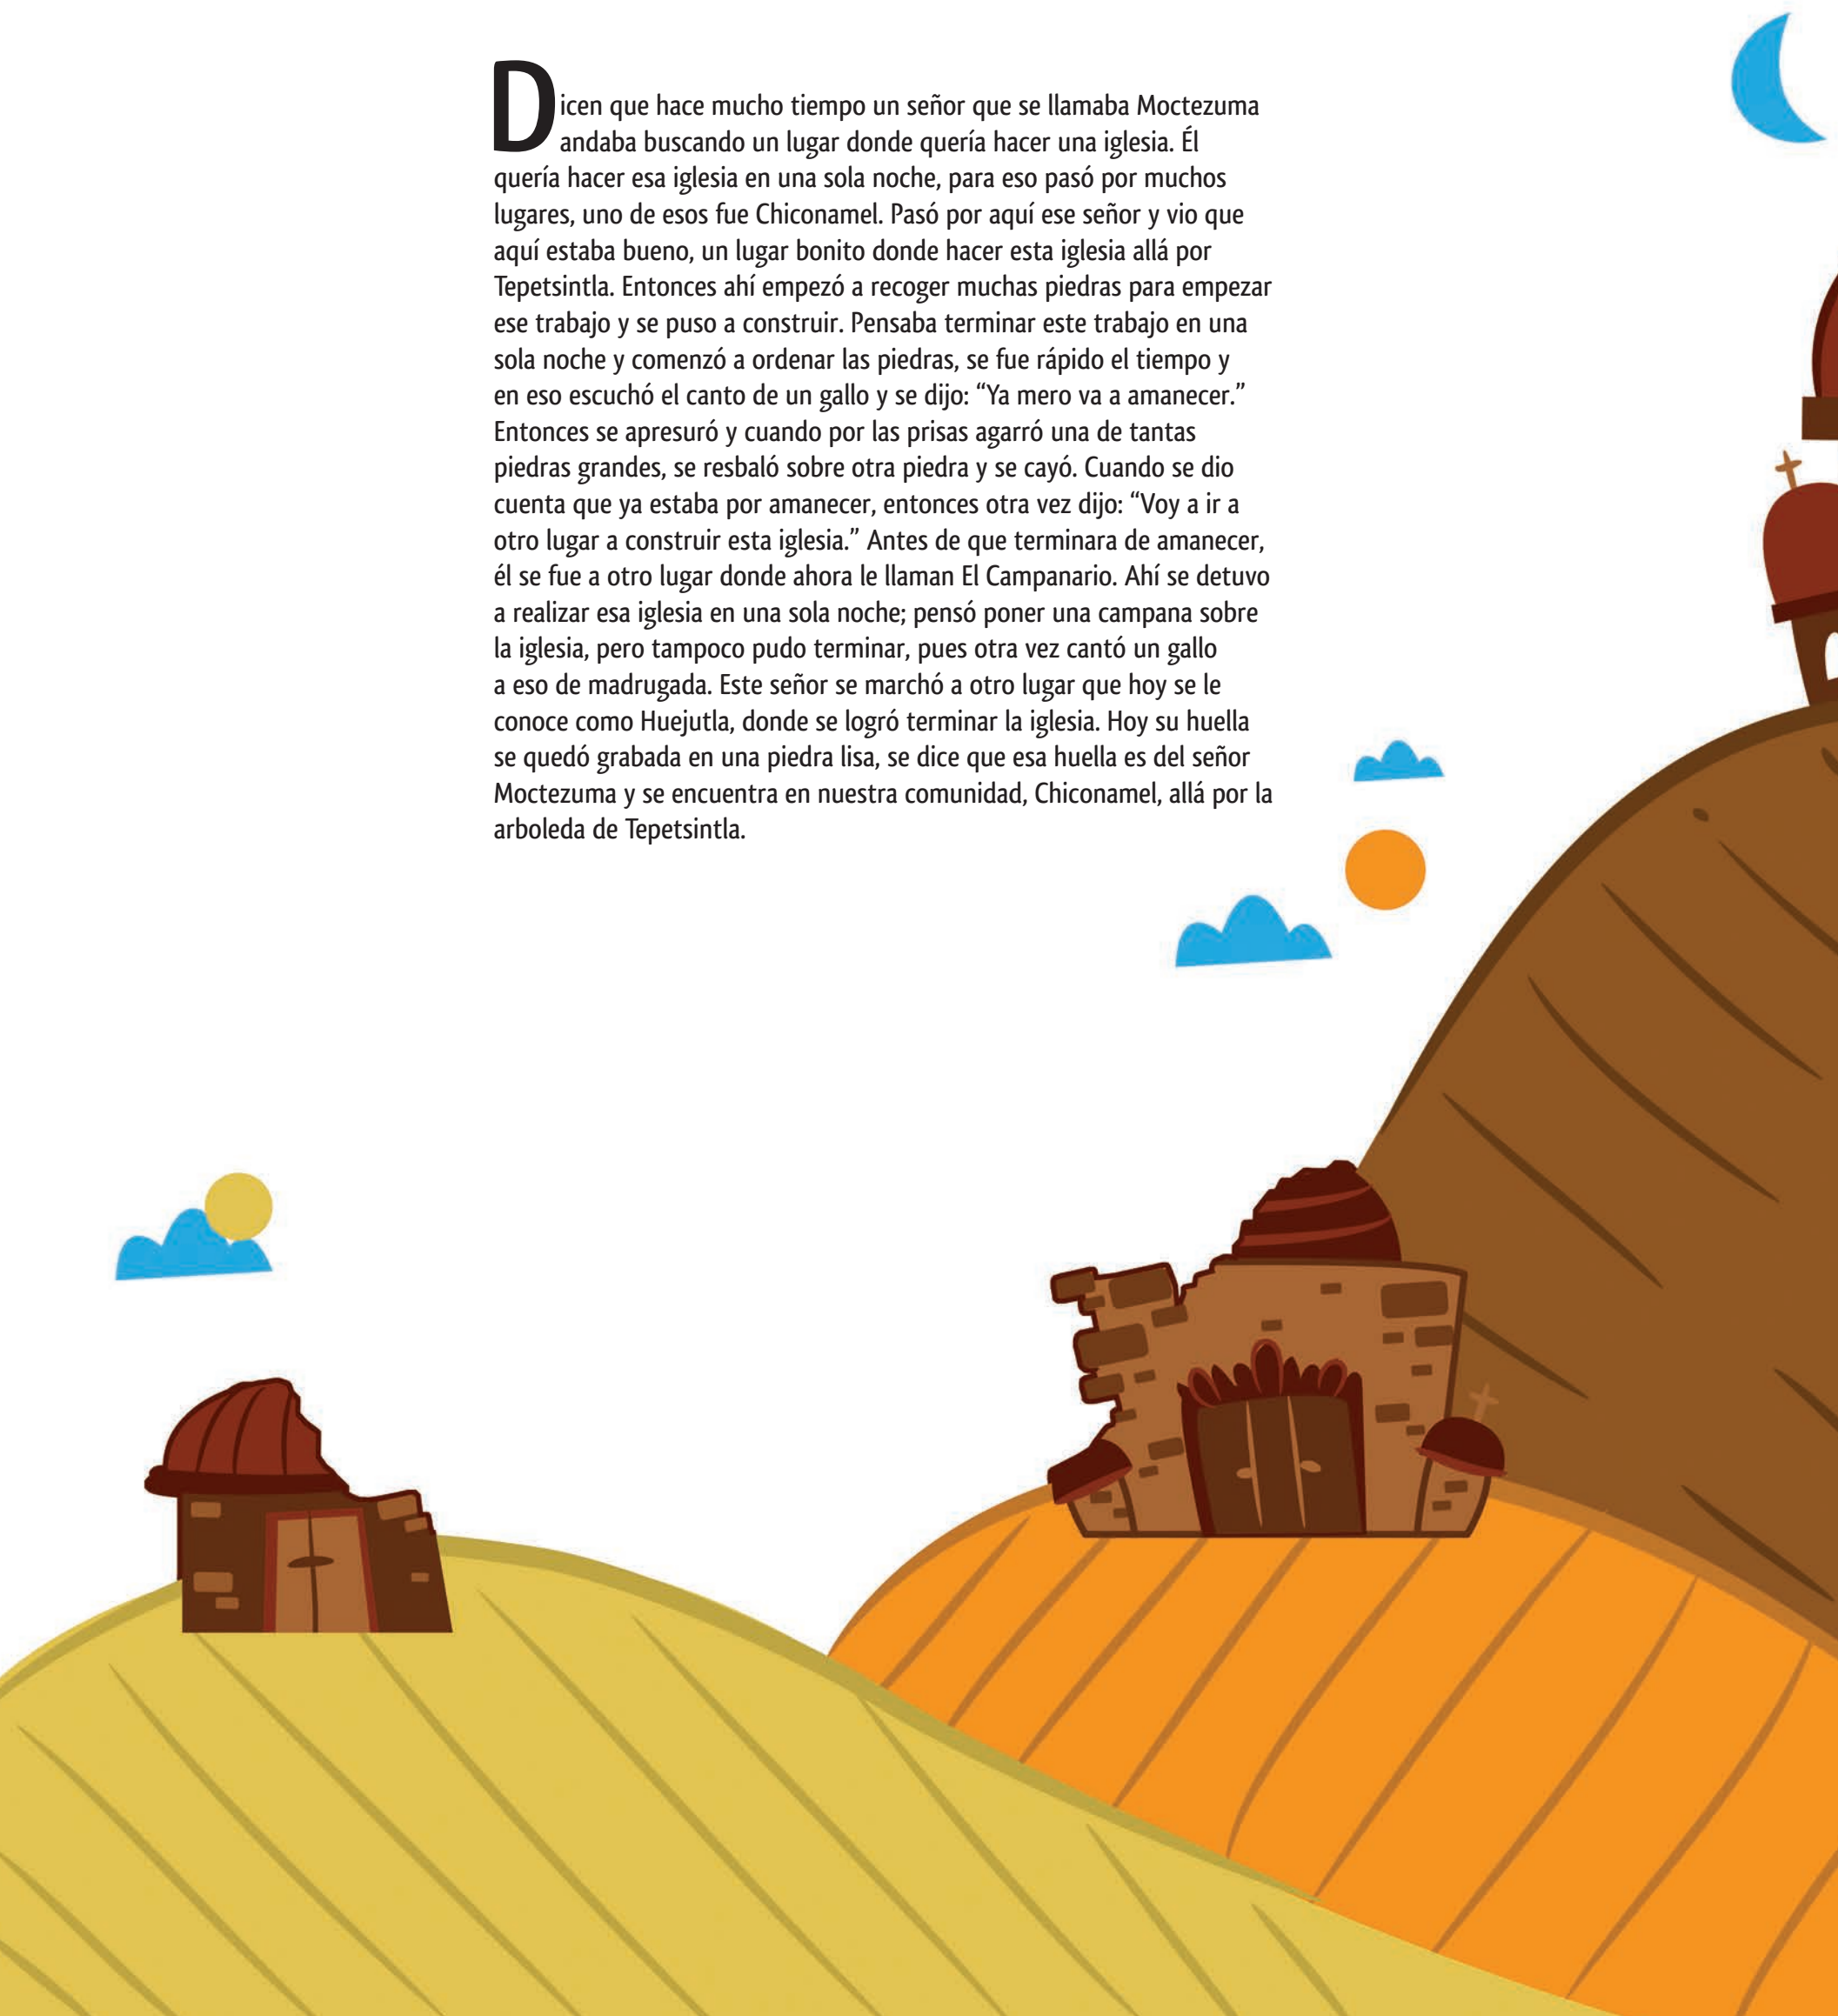 Dicen que hace mucho tiempo un señor que se llamaba Moctezuma
andaba buscando un lugar donde quería hacer una iglesia. Él
quería hacer esa iglesia en una sola noche, para eso pasó por muchos
lugares, uno de esos fue Chiconamel. Pasó por aquí ese señor y vio que
aquí estaba bueno, un lugar bonito donde hacer esta iglesia allá por
Tepetsintla. Entonces ahí empezó a recoger muchas piedras para empezar
ese trabajo y se puso a construir. Pensaba terminar este trabajo en una
sola noche y comenzó a ordenar las piedras, se fue rápido el tiempo y
en eso escuchó el canto de un gallo y se dijo: “Ya mero va a amanecer.”
Entonces se apresuró y cuando por las prisas agarró una de tantas
piedras grandes, se resbaló sobre otra piedra y se cayó. Cuando se dio
cuenta que ya estaba por amanecer, entonces otra vez dijo: “Voy a ir a
otro lugar a construir esta iglesia.” Antes de que terminara de amanecer,
él se fue a otro lugar donde ahora le llaman El Campanario. Ahí se detuvo
a realizar esa iglesia en una sola noche; pensó poner una campana sobre
la iglesia, pero tampoco pudo terminar, pues otra vez cantó un gallo
a eso de madrugada. Este señor se marchó a otro lugar que hoy se le
conoce como Huejutla, donde se logró terminar la iglesia. Hoy su huella
se quedó grabada en una piedra lisa, se dice que esa huella es del señor
Moctezuma y se encuentra en nuestra comunidad, Chiconamel, allá por la
arboleda de Tepetsintla.